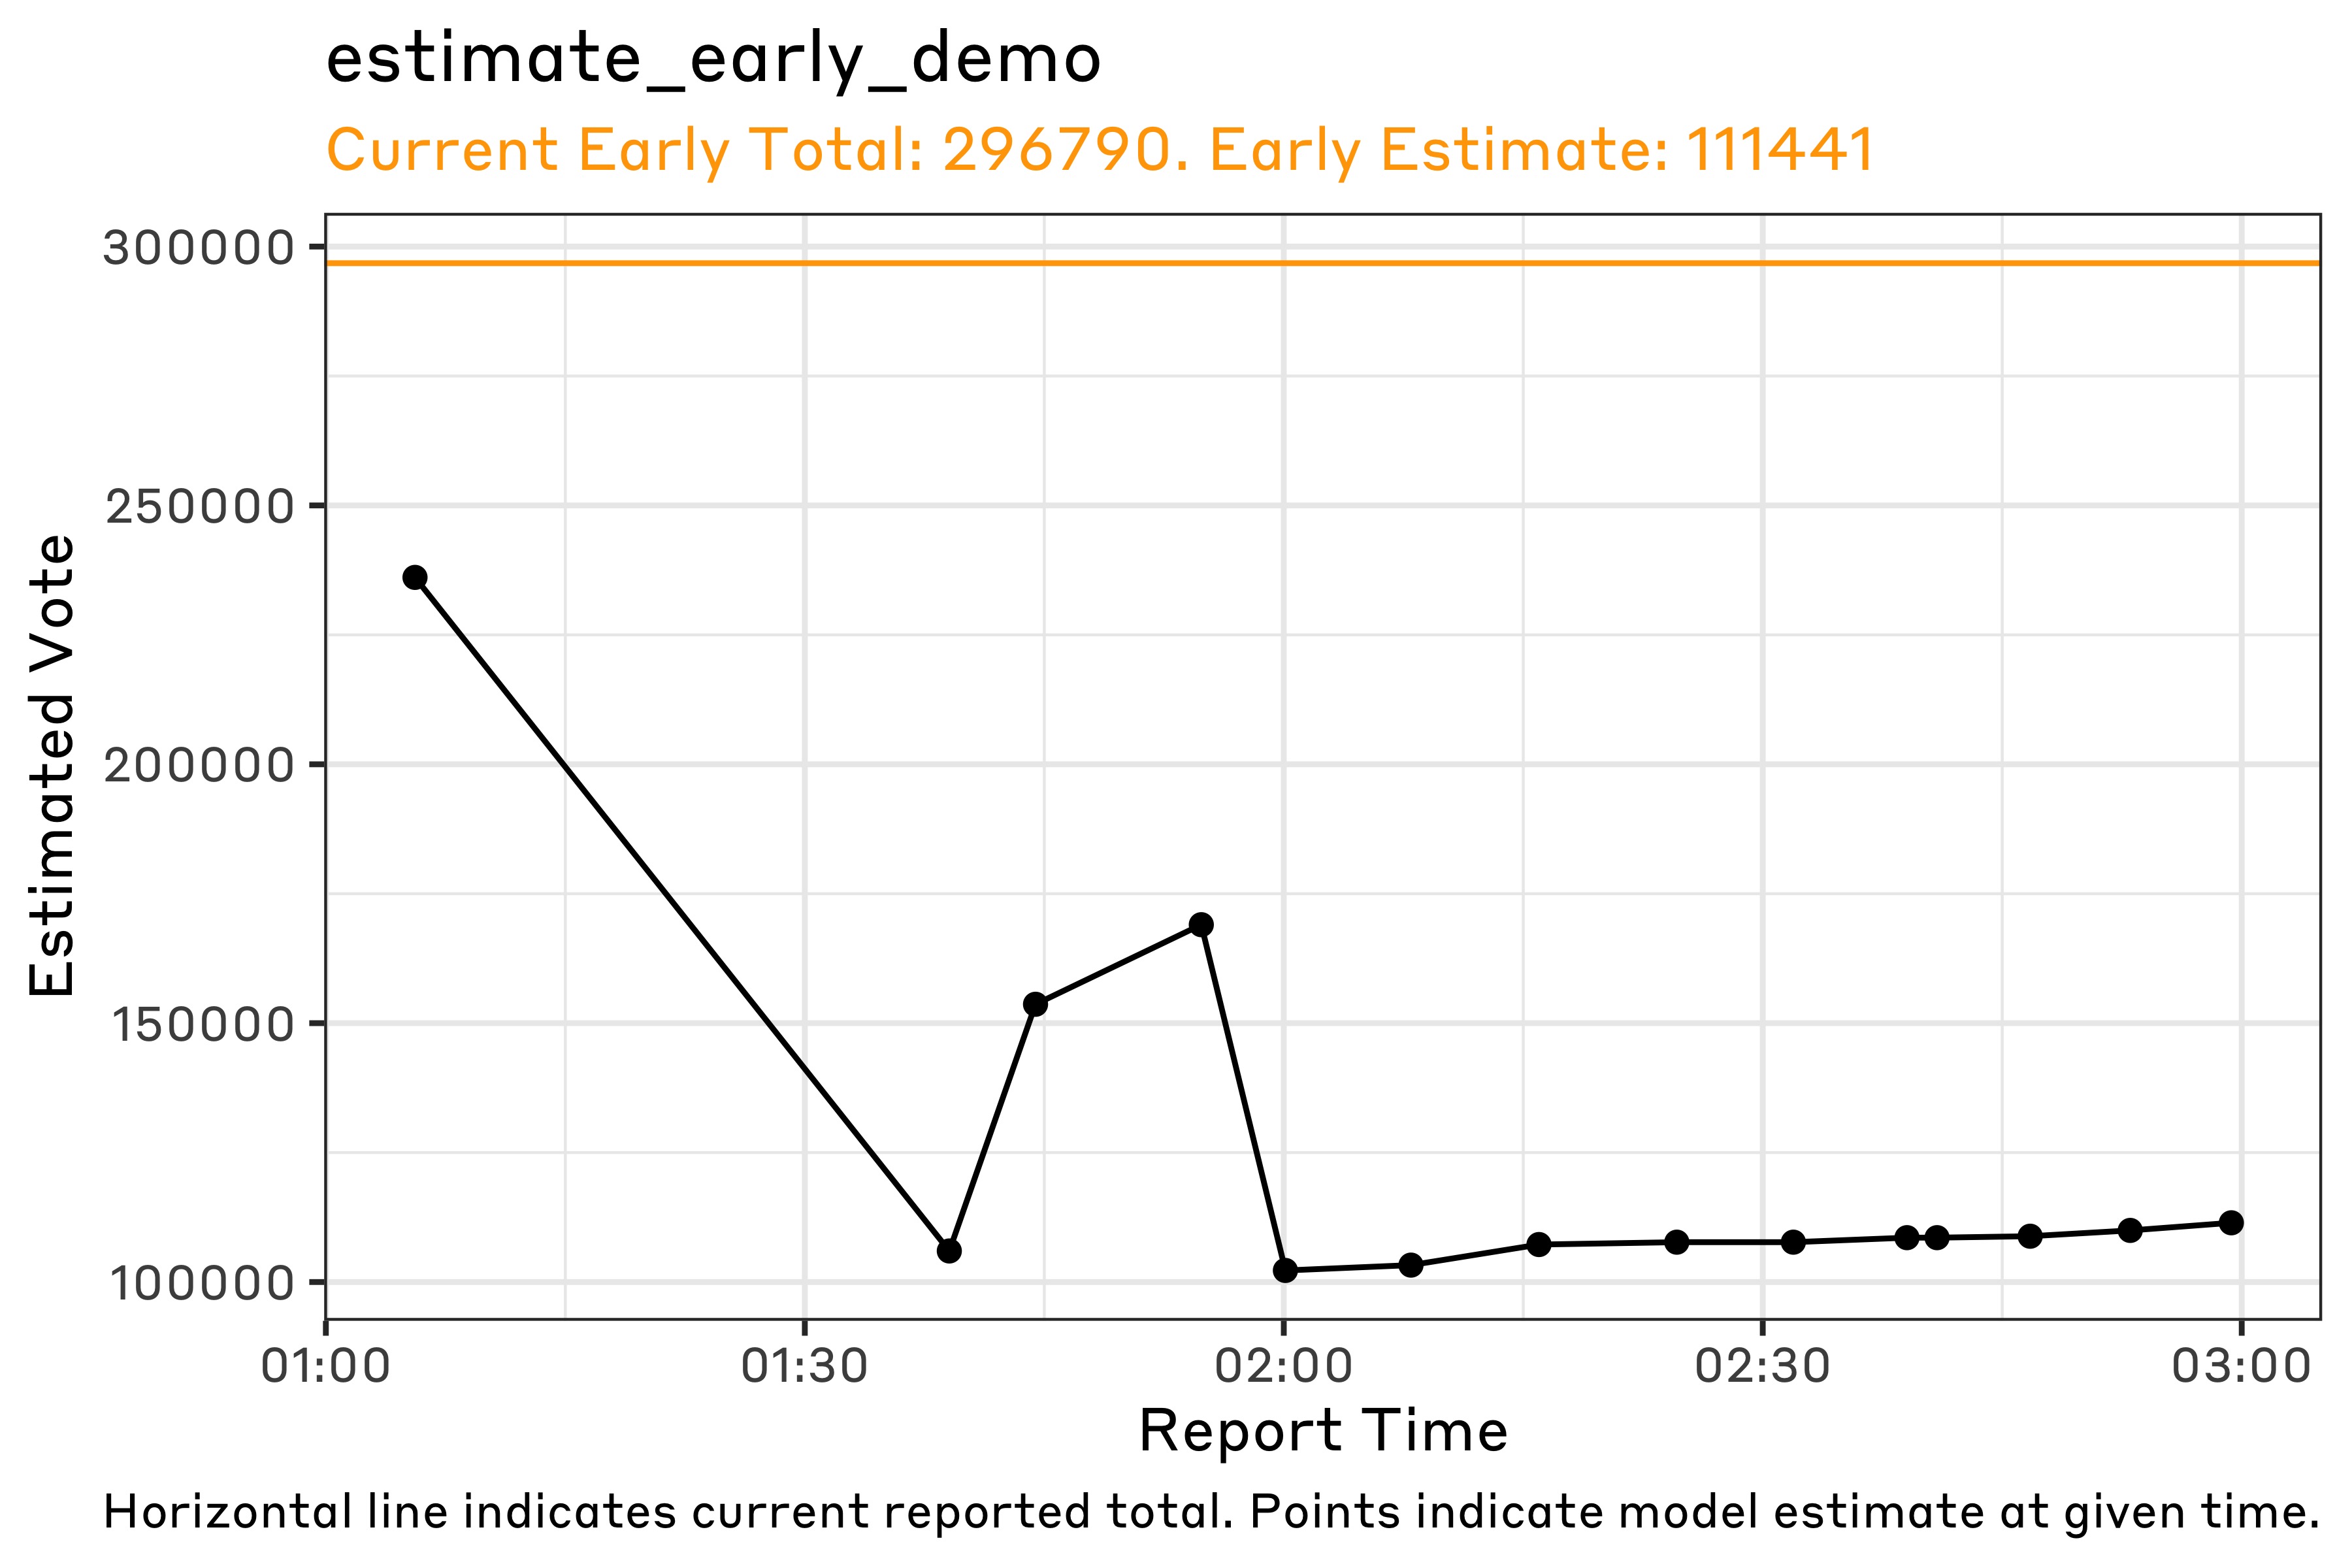 estimate_early_demo
Current Early Total: 296790. Early Estimate: 111441
300000
250000
200000
150000
100000
Estimated Vote
01:00 01:30 02:00 02:30 03:00
Report Time
Horizontal line indicates current reported total. Points indicate model estimate at given time.